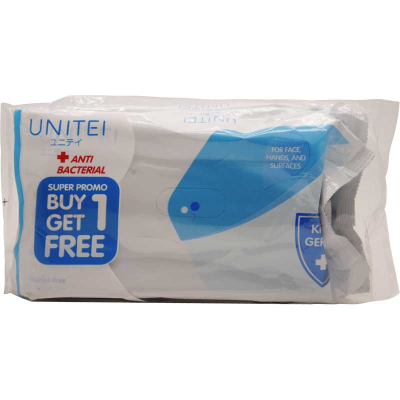 UNITEI
ユニティ
ANTI
BACTERIAL
SUPER PROMO
BUY 1
GET
FREE
FOR FACE,
HANDS, AND
SURFACES